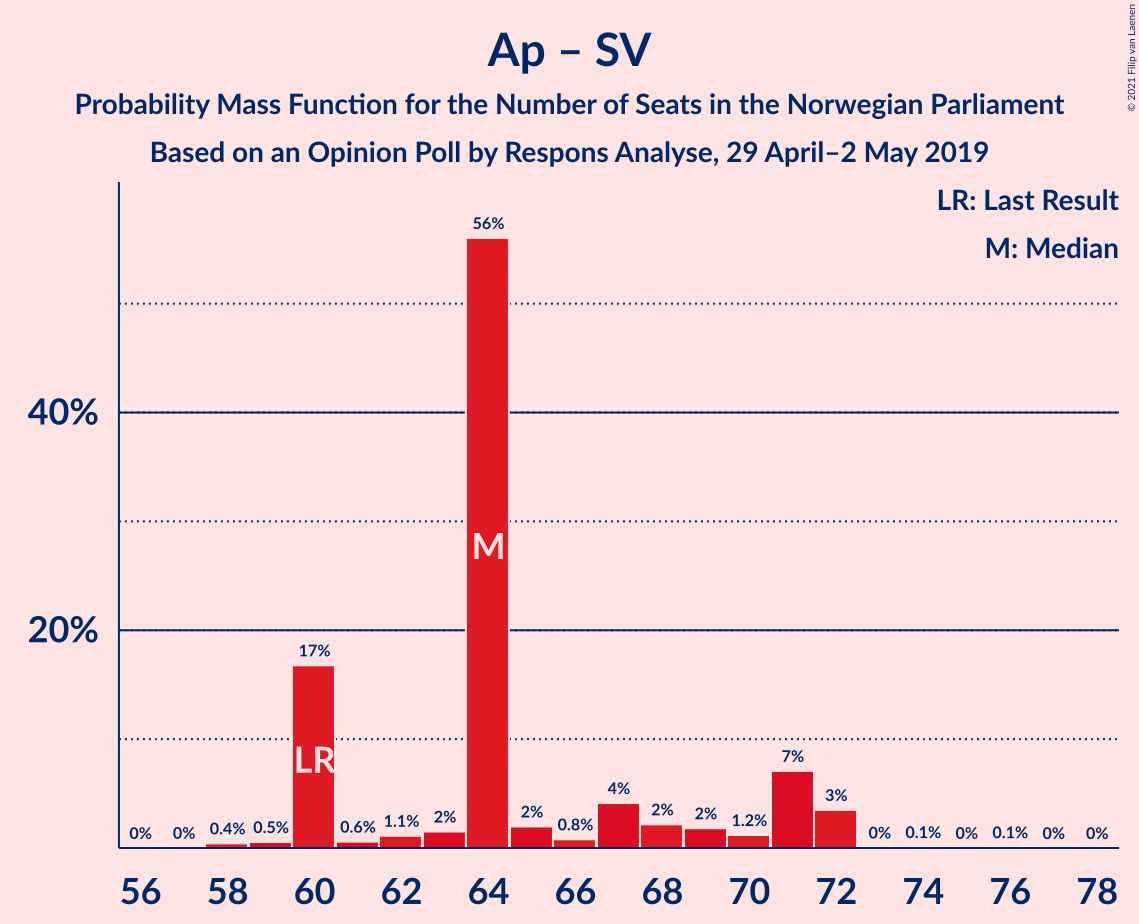 Ap – SV
Probability Mass Function for the Number of Seats in the Norwegian Parliament
Based on an Opinion Poll by Respons Analyse, 29 April–2 May 2019
© 2021 Filip van Laenen
LR: Last Result
M: Median
40%
20%
0% 0% 0.4% 0.5% 17% 0.6% 1.1% 2% 56% 2% 0.8% 4% 2% 2% 1.2% 7% 3% 0% 0.1% 0% 0.1% 0% 0%
LR
M
56 58 60 62 64 66 68 70 72 74 76 78